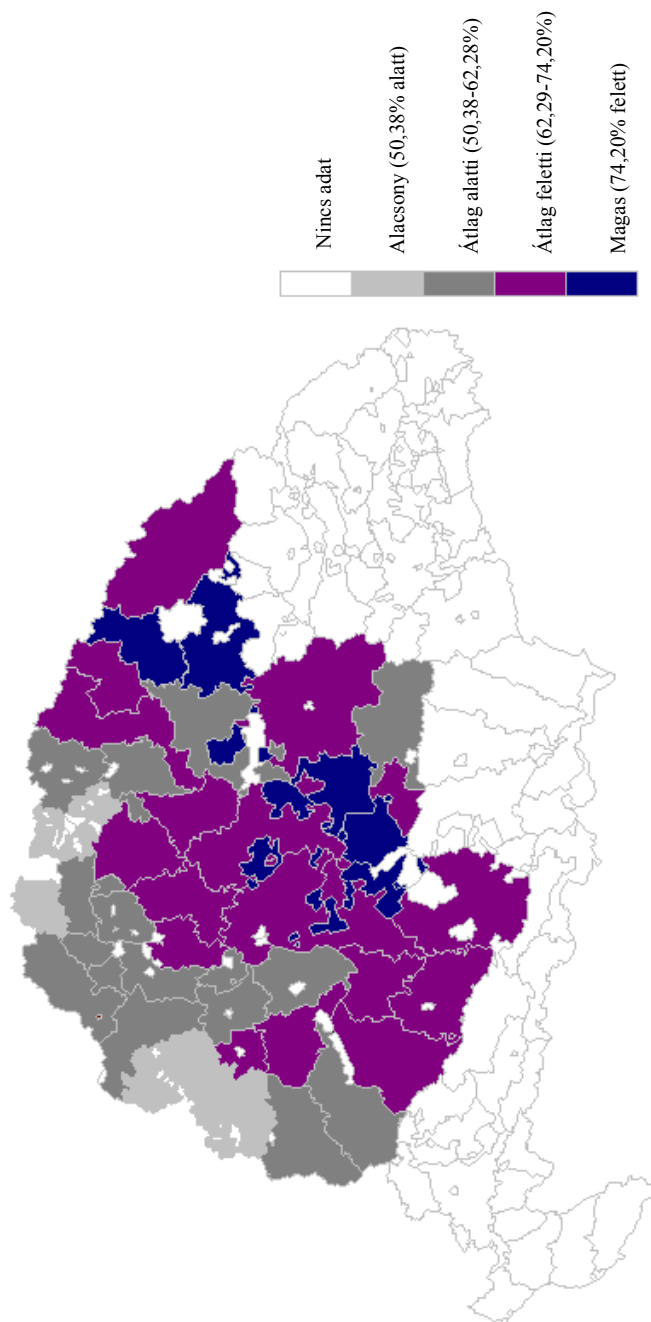 Nincs adat
Alacsony (50,38% alatt)
Átlag alatti (50,38-62,28%)
Átlag feletti (62,29-74,20%)
Magas (74,20% felett)